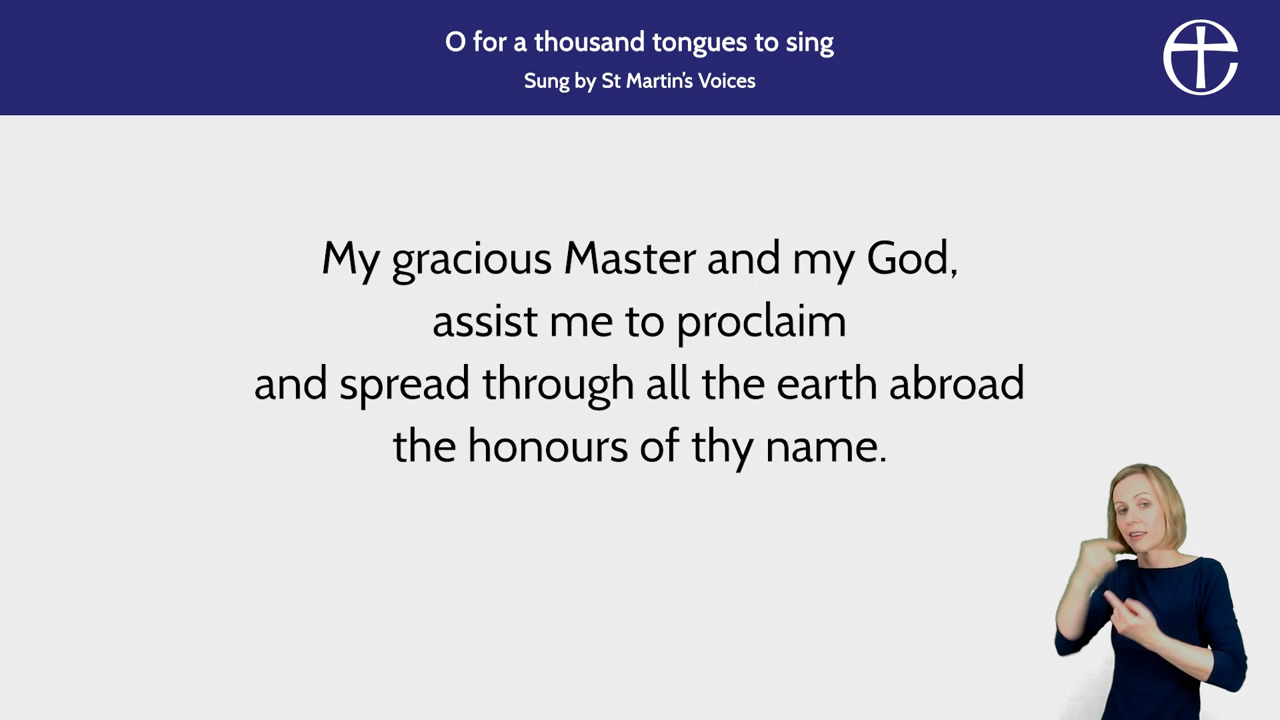 O for a thousand tongues to sing
Sung by St Martin's Voices
My gracious Master and my God,
assist me to proclaim
and spread through all the earth abroad
the honours of thy name.